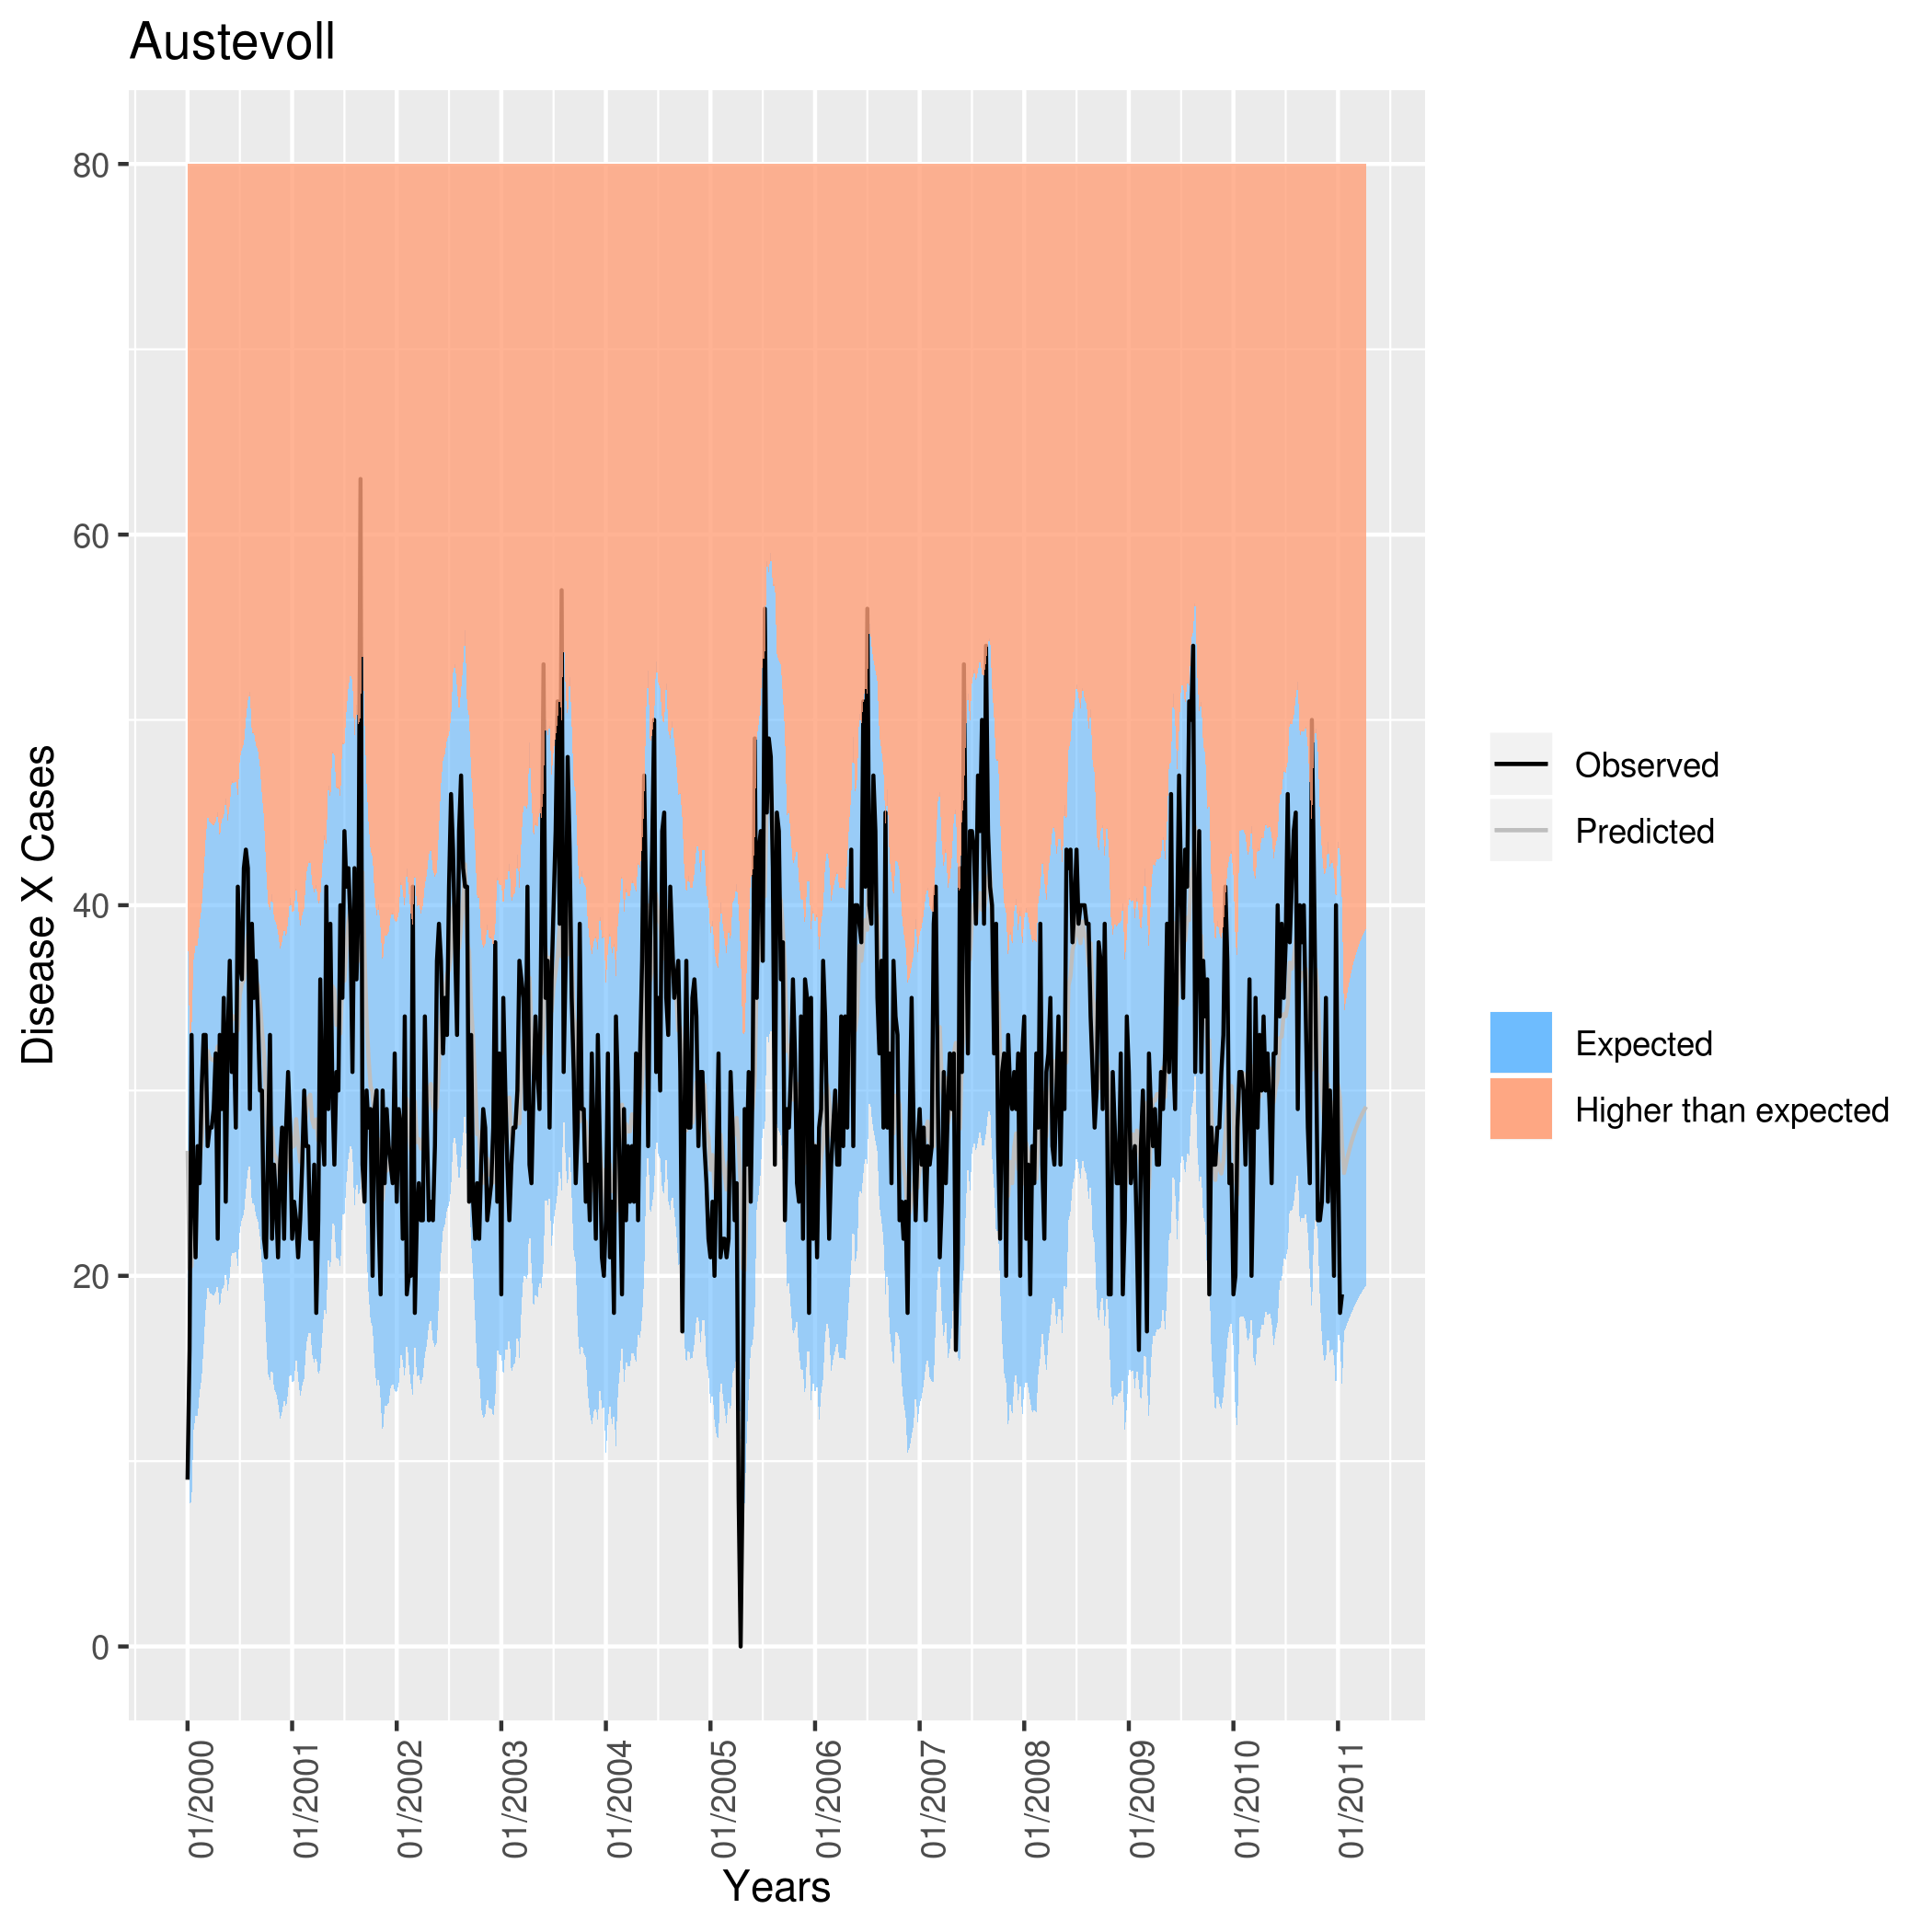 Austevoll
80
60
40
20
0
Disease X Cases
01/2000
01/2001
01/2002
01/2003
01/2004
01/2005
01/2006
01/2007
01/2008
01/2009
01/2010
01/2011
Years
Observed
Predicted
Expected
Higher than expected